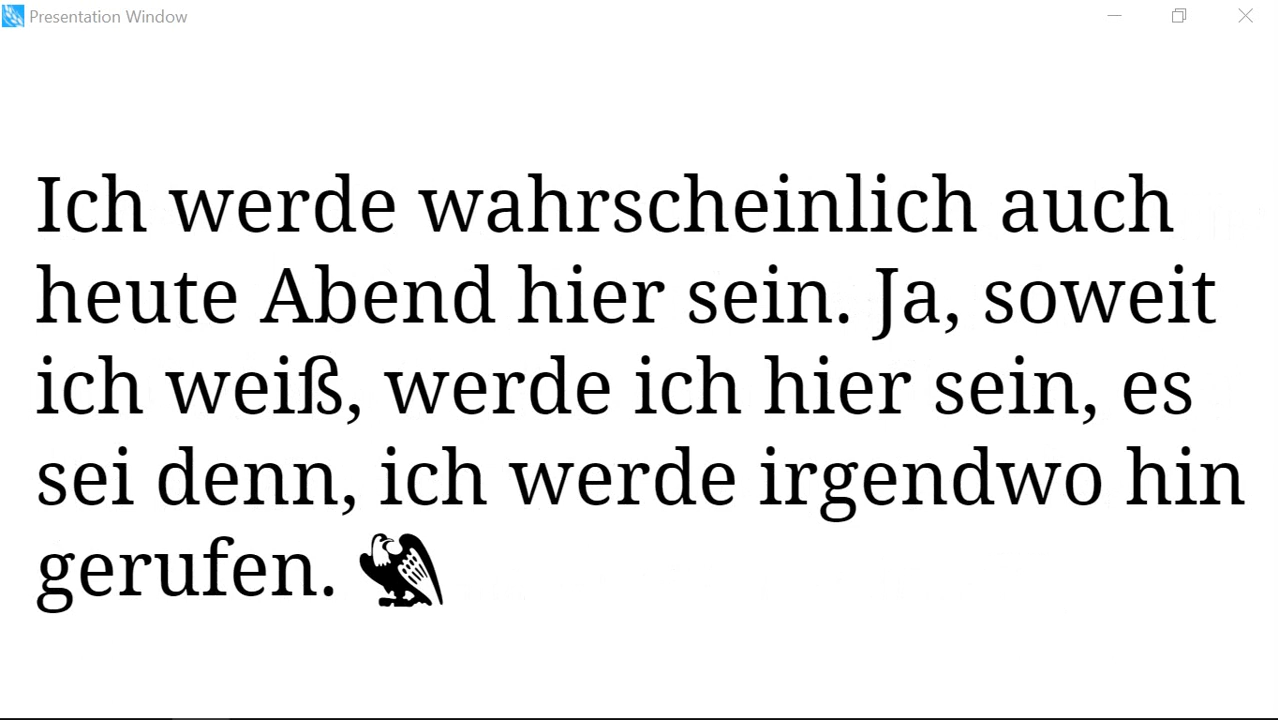 Presentation Window
Ich werde wahrscheinlich auch
heute Abend hier sein. Ja, soweit
ich weiß, werde ich hier sein, es
sei denn, ich werde irgendwo hin
gerufen.